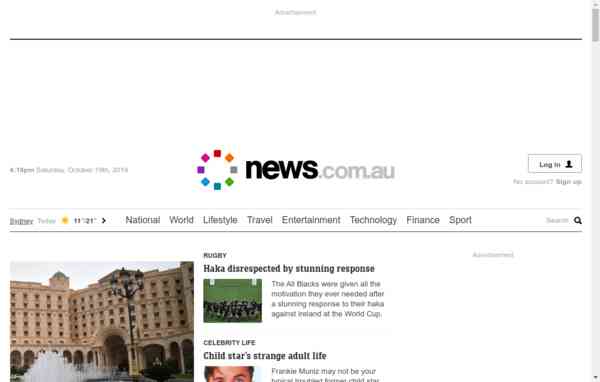 Advertisement
4:19pm Saturday, October 19th, 2019
news.com.au
Log in
No account? Sign up
Sydney Today 11°/21°
National World Lifestyle Travel Entertainment Technology Finance Sport
Search
RUGBY
Haka disrespected by stunning response
The All Blacks were given all the
motivation they ever needed after
a stunning response to their haka
against Ireland at the World Cup.
Advertisement
CELEBRITY LIFE
Child star's strange adult life
Frankie Muniz may not be your
typical troubled former child star